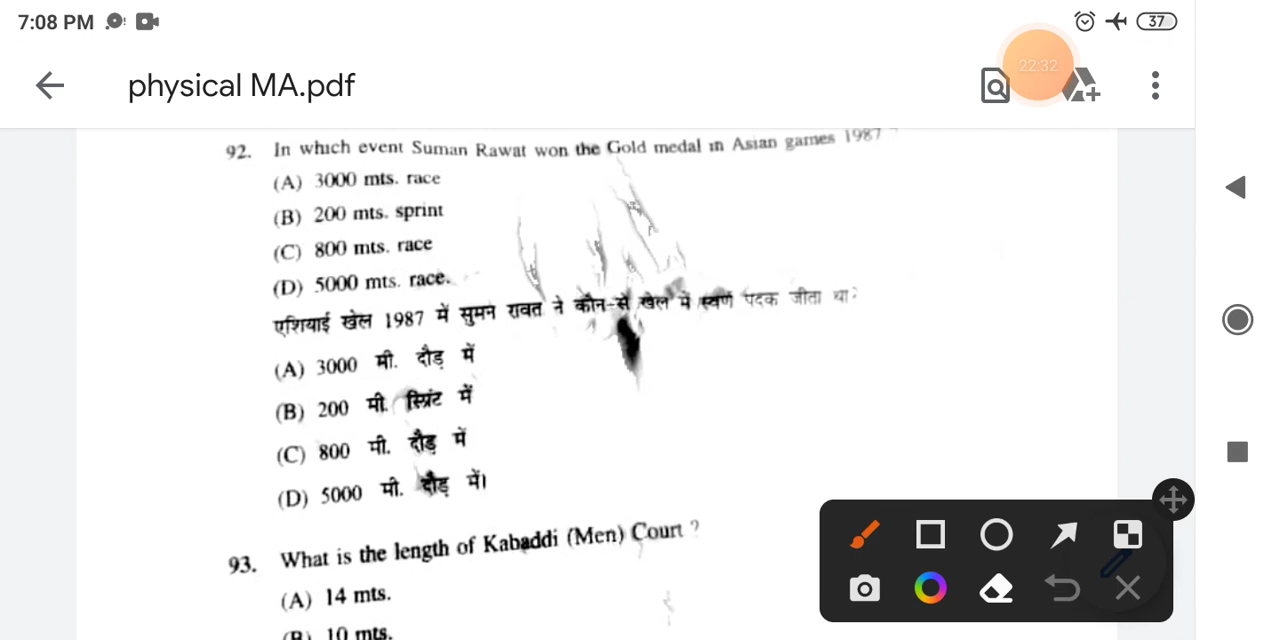 7:08 PM
37
physical MA.pdf
22:32
92. In which event Suman Rawat won the Gold medal in Asian games 1987 ?
(A) 3000 mts. race
(B) 200 mts. sprint
(C) 800 mts. race
(D) 5000 mts. race.
एशियाई खेल 1987 में सुमन रावत ने कौन-से खेल में स्वर्ण पदक जीता था ?
(A) 3000 मी. दौड़ में
(B) 200 मी. स्प्रिंट में
(C) 800 मी. दौड़ में
(D) 5000 मी. दौड़ में।
93. What is the length of Kabaddi (Men) Court ?
(A) 14 mts.
(B) 10 mts.